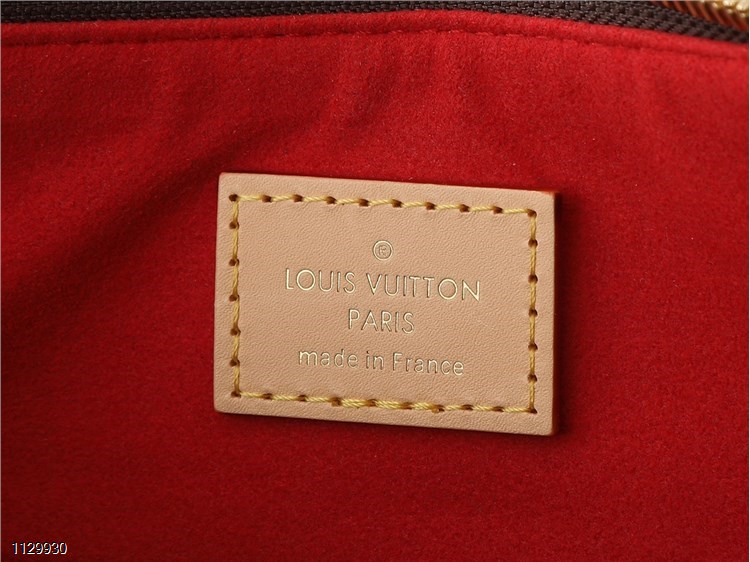 ®
LOUIS VUITTON
PARIS
made in France
1129930